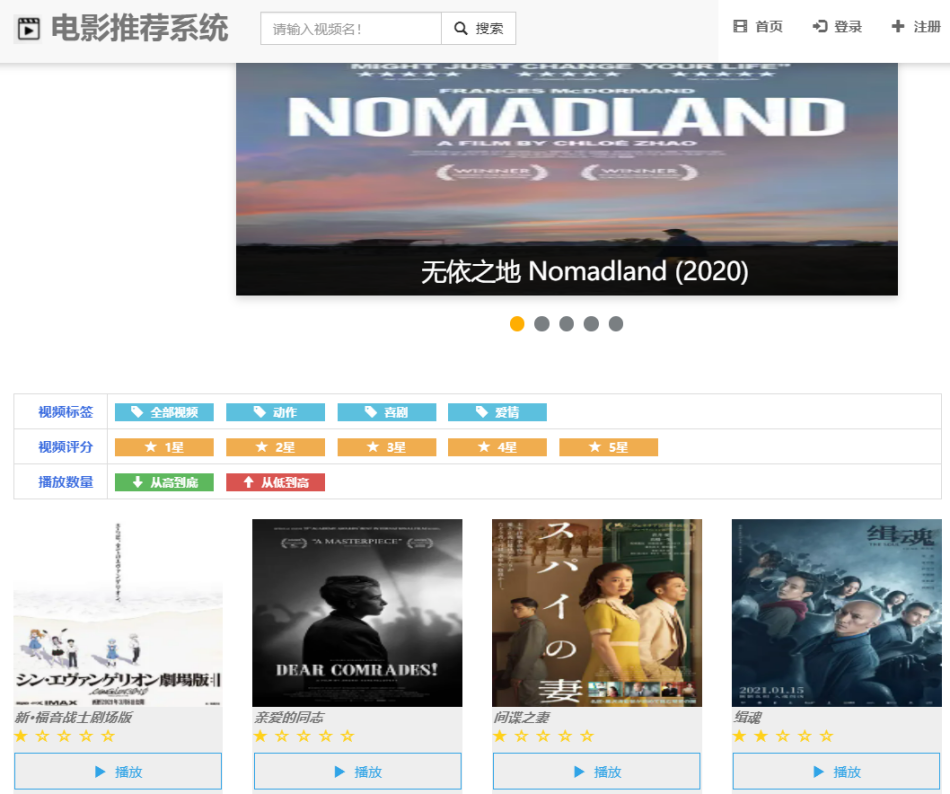 电影推荐系统
请输入视频名!
搜索
首页
登录
注册
MIGHT JUST CHANGE YOUR LIFE"
FRANCES McDORMAND
NOMADLAND
A FILM BY CHLOÉ ZHAO
WINNER WINNER
无依之地 Nomadland (2020)
视频标签 全部视频 动作 喜剧 爱情
视频评分 1星 2星 3星 4星 5星
播放数量 从高到底 从低到高
シン・エヴァンゲリオン劇場版
IMAX
"A MASTERPIECE"
DEAR COMRADES!
スパイの妻
缉魂
2021.01.15
新·福音战士剧场版
亲爱的同志
间谍之妻
缉魂
播放
播放
播放
播放